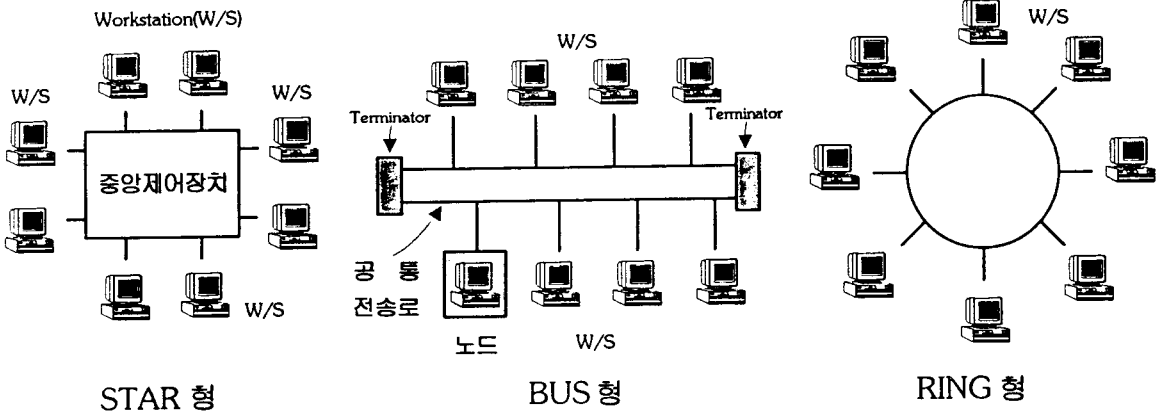 Workstation(W/S)
W/S
W/S
중앙제어장치
W/S
STAR 형
W/S
Terminator
Terminator
공 통
전송로
노드
W/S
BUS 형
W/S
RING 형